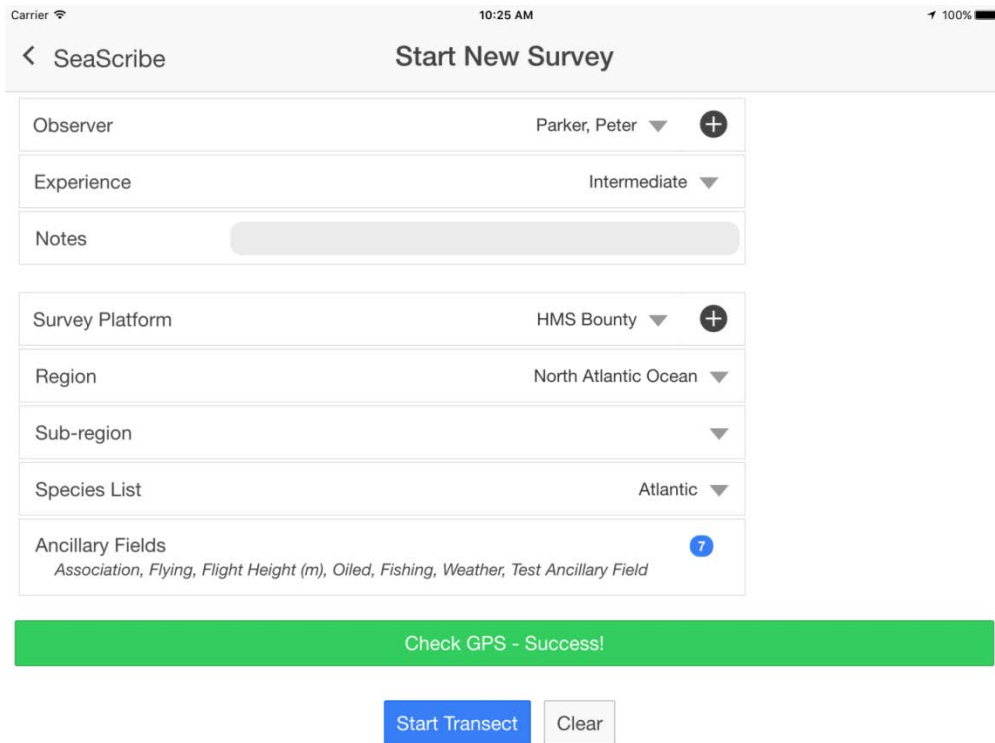 Carrier 10:25 AM 100%
SeaScribe Start New Survey
Observer Parker, Peter
Experience Intermediate
Notes
Survey Platform HMS Bounty
Region North Atlantic Ocean
Sub-region
Species List Atlantic
Ancillary Fields 7
Association, Flying, Flight Height (m), Oiled, Fishing, Weather, Test Ancillary Field
Check GPS - Success!
Start Transect Clear